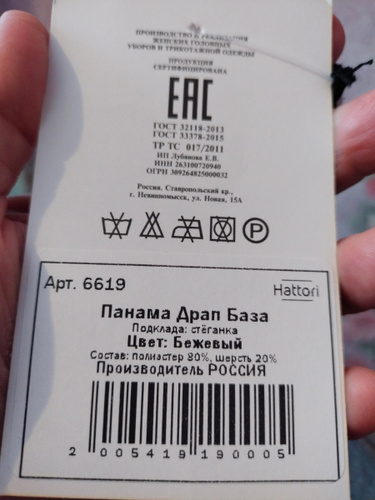 ПРОИЗВОДСТВО И РЕАЛИЗАЦИЯ
ЖЕНСКИХ ГОЛОВНЫХ
УБОРОВ И ТРИКОТАЖНОЙ ОДЕЖДЫ
ПРОДУКЦИЯ
СЕРТИФИЦИРОВАНА
EAC
ГОСТ 32118-2013
ГОСТ 33378-2015
ТР ТС 017/2011
ИП Лубянова Е.В.
ИНН 263100720940
ОГРН 309264825000032
Россия. Ставропольский кр.,
г. Невинномысск, ул. Новая, 15А
P
Арт. 6619
Hattori
Панама Драп База
Подклада: стёганка
Цвет: Бежевый
Состав: полиэстер 80%, шерсть 20%
Производитель РОССИЯ
2 005419 190005